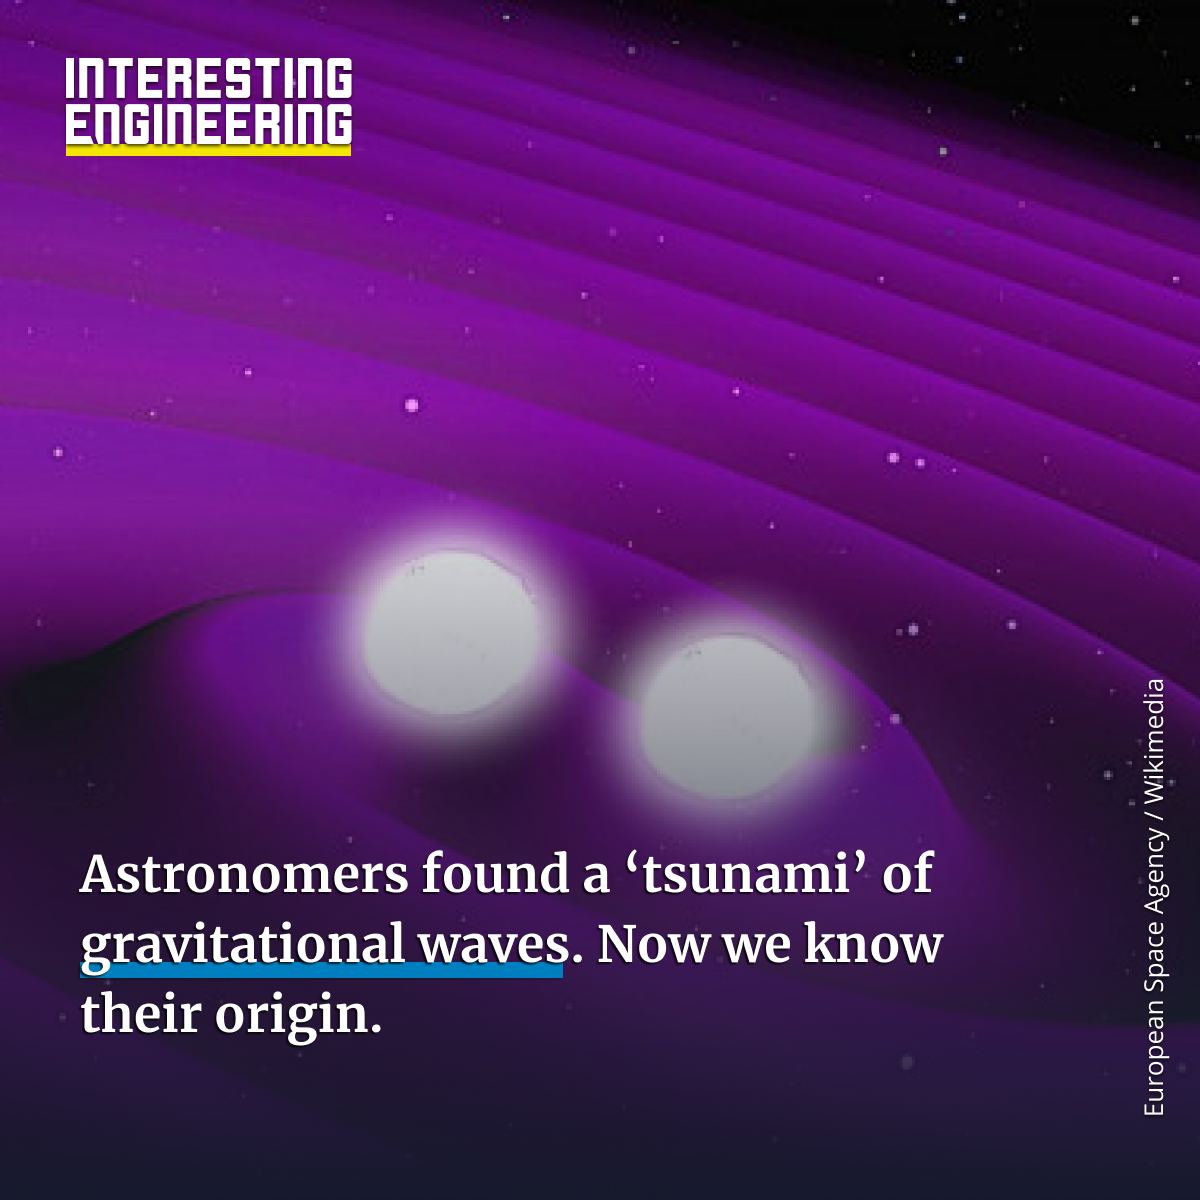 INTERESTING
ENGINEERING
Astronomers found a ‘tsunami’ of
gravitational waves. Now we know
their origin.
European Space Agency / Wikimedia